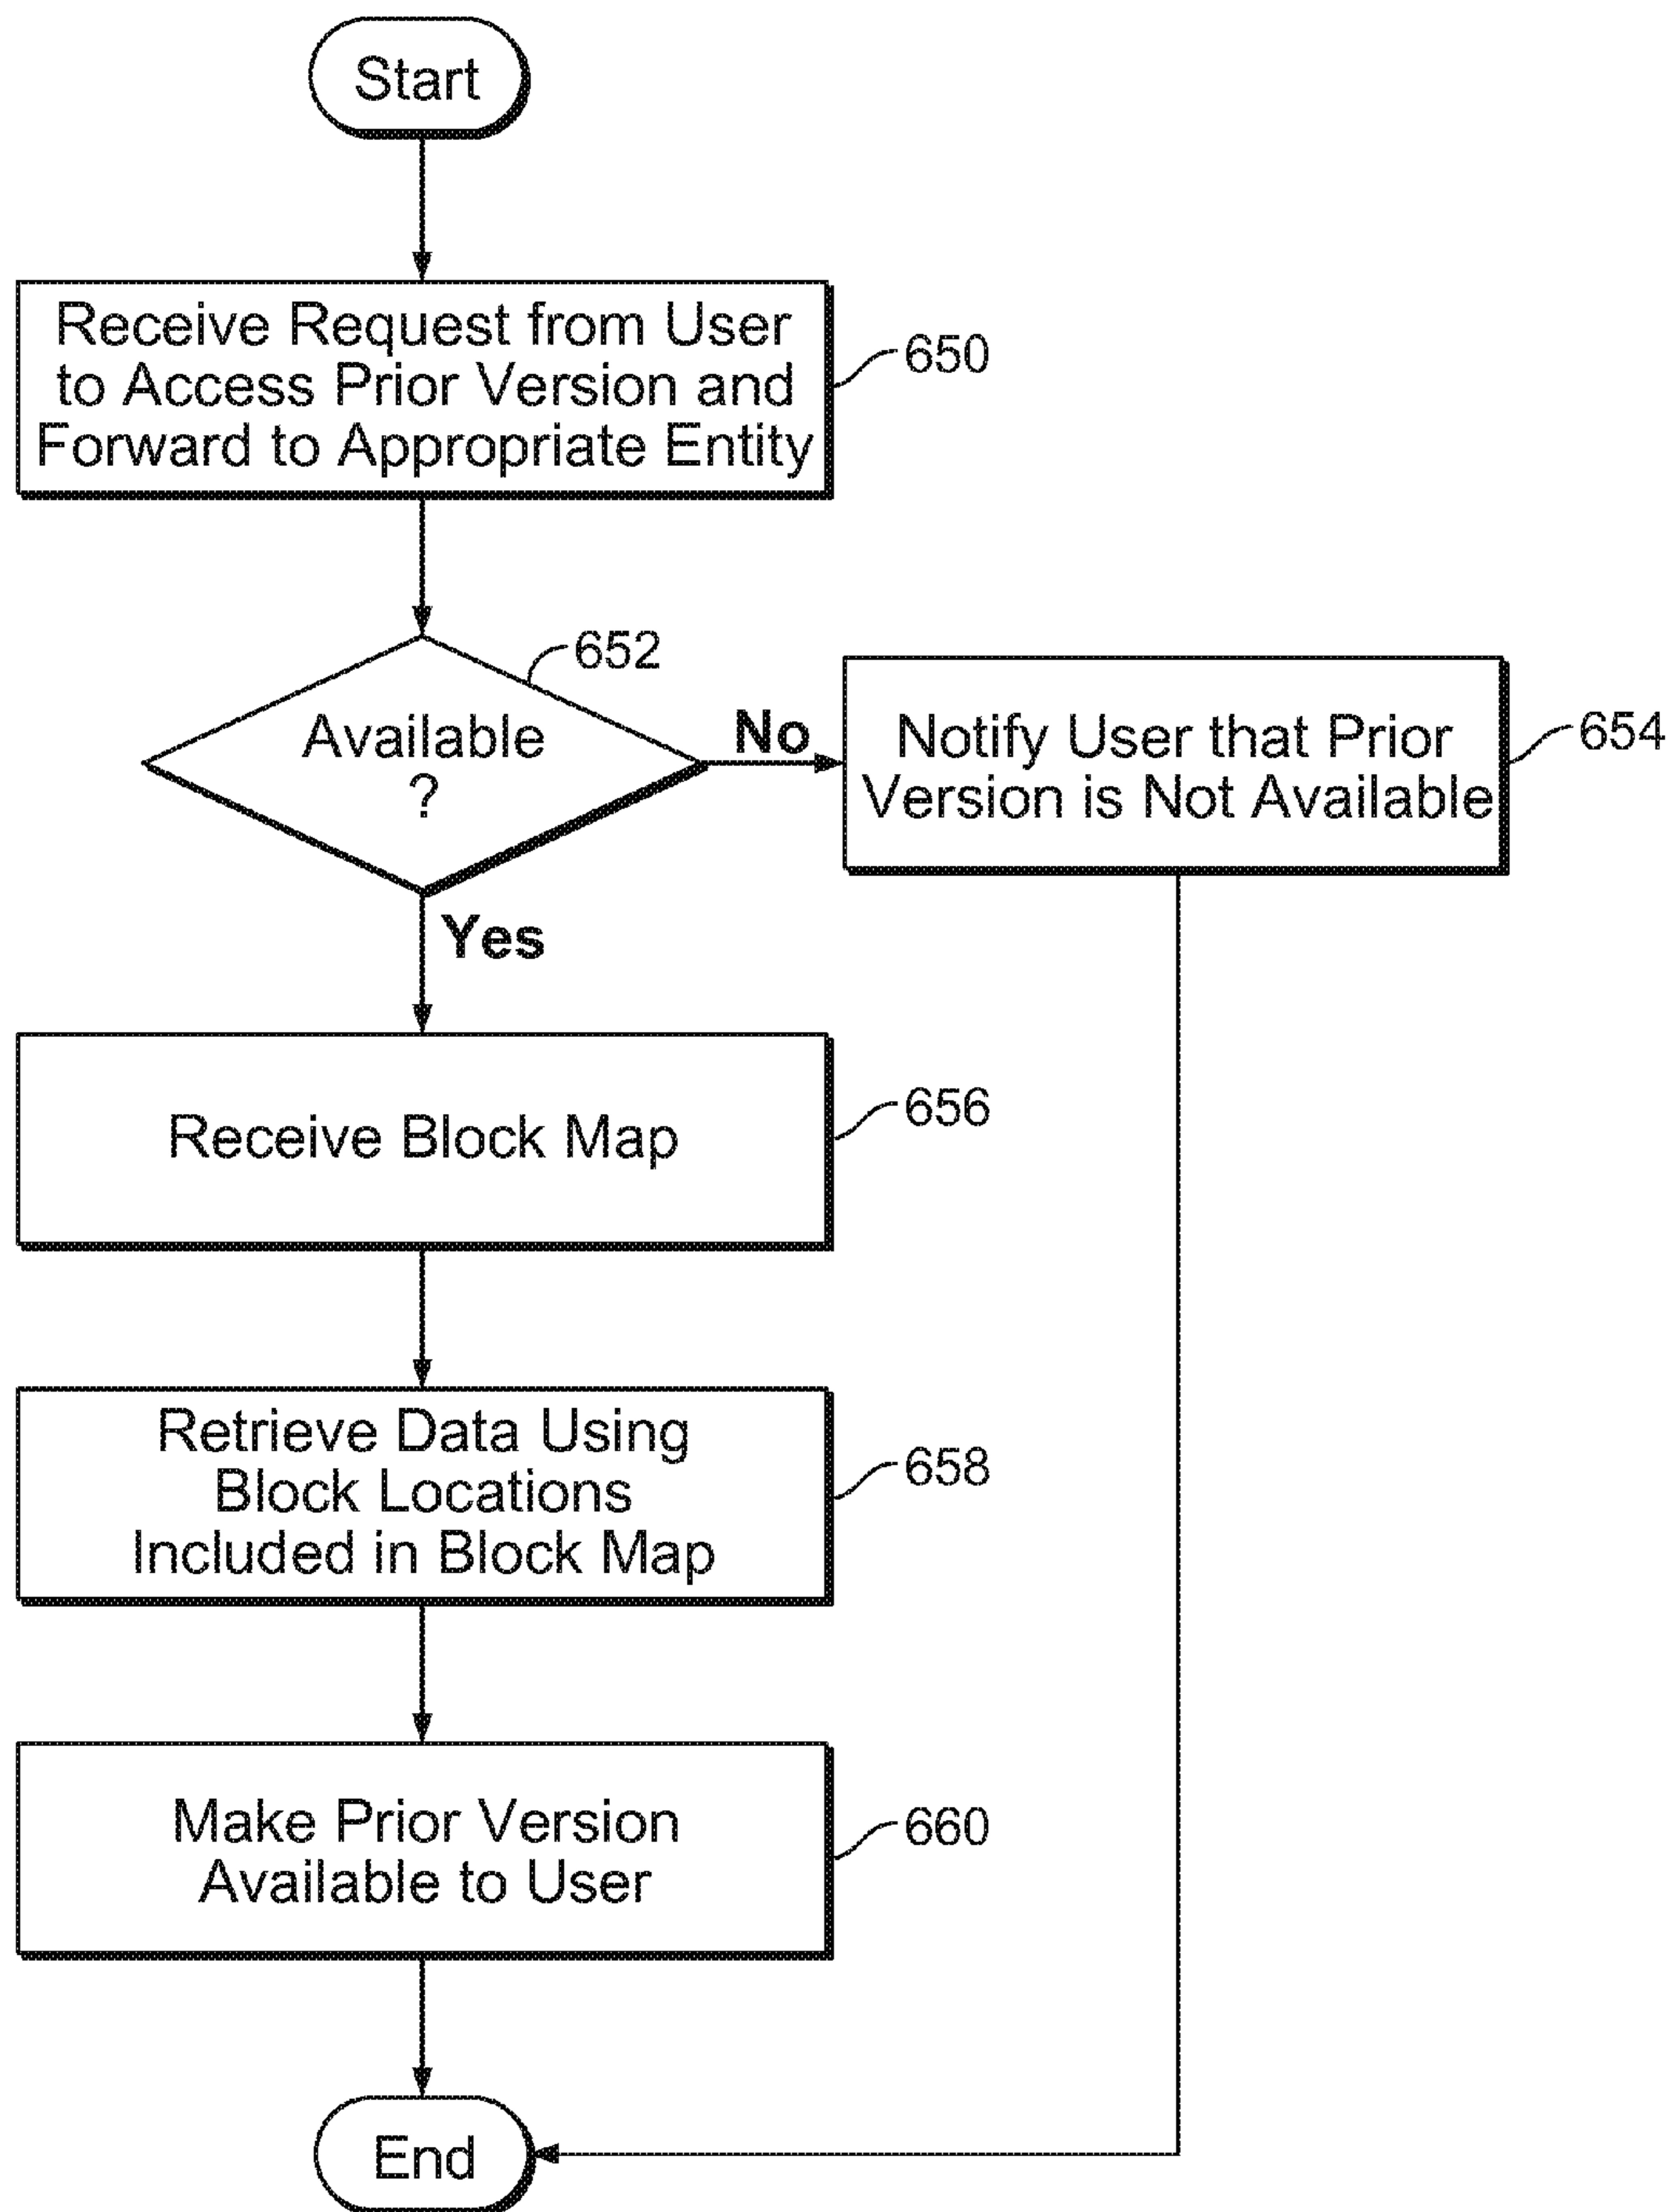 Start
Receive Request from User
to Access Prior Version and
Forward to Appropriate Entity
650
652
Available
?
No
Notify User that Prior
Version is Not Available
654
Yes
Receive Block Map
656
Retrieve Data Using
Block Locations
Included in Block Map
658
Make Prior Version
Available to User
660
End